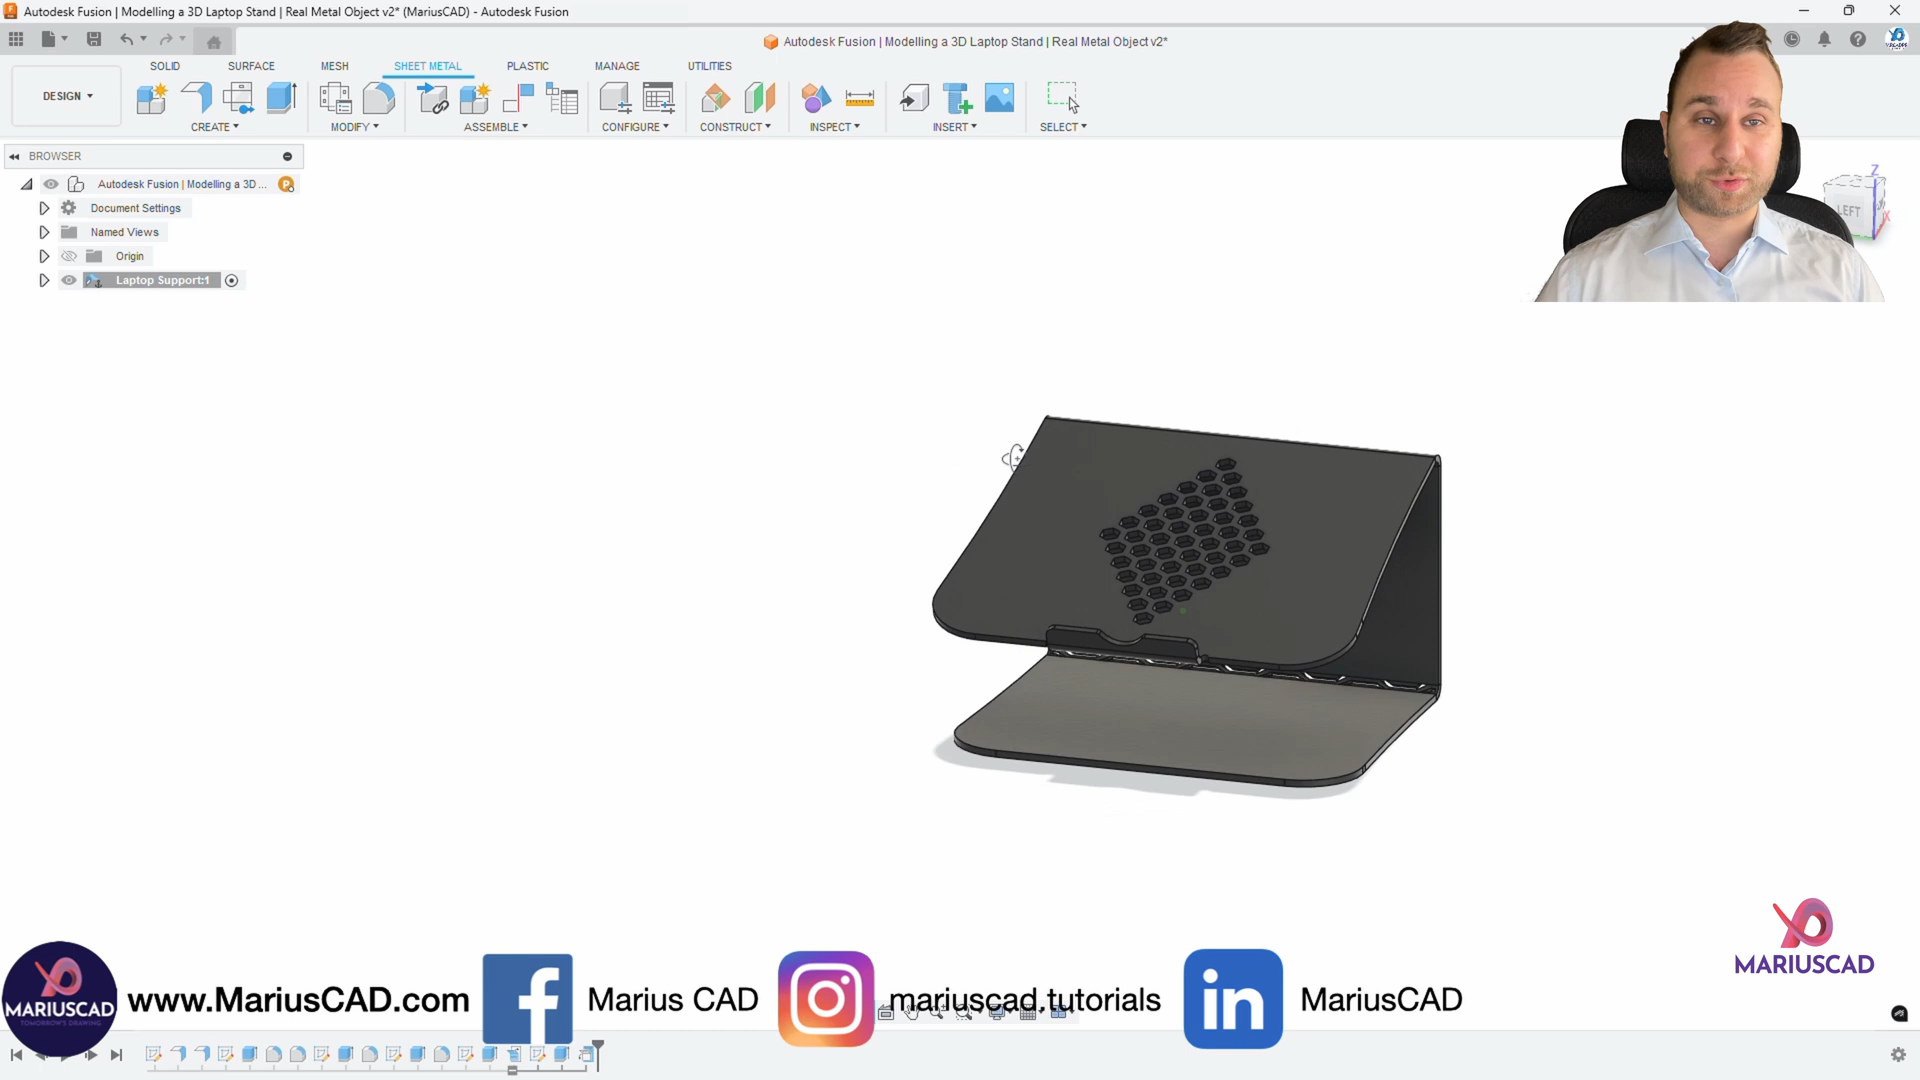 Autodesk Fusion | Modelling a 3D Laptop Stand | Real Metal Object v2* (MariusCAD) - Autodesk Fusion
Autodesk Fusion | Modelling a 3D Laptop Stand | Real Metal Object v2*
SOLID SURFACE MESH SHEET METAL PLASTIC MANAGE UTILITIES
DESIGN
CREATE MODIFY ASSEMBLE CONFIGURE CONSTRUCT INSPECT INSERT SELECT
BROWSER
Autodesk Fusion | Modelling a 3D ...
Document Settings
Named Views
Origin
Laptop Support:1
Z
LEFT
X
MARIUSCAD
MARIUSCAD
TOMORROW'S DRAWING
www.MariusCAD.com
Marius CAD
mariuscad.tutorials
in
MariusCAD